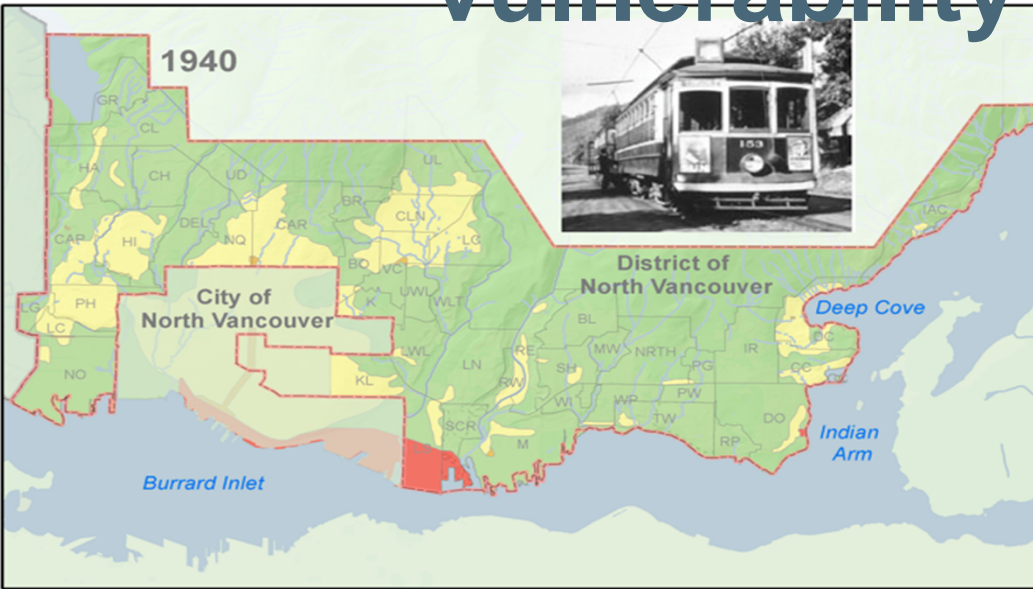 vulnerability
1940
153
GR
CL
HA
CH
UD
UL
BR
CLN
DEL
CAR
CAP
HI
NQ
LG
BO
VC
IAC
District of
North Vancouver
City of
North Vancouver
LG
PH
LC
K
UWL
WLT
Deep Cove
BL
DC
LWL
RE
MW
NRTH
IR
NO
KL
LN
SH
PG
CC
RW
WI
WP
PW
TW
DO
SCR
M
RP
Indian
Arm
Burrard Inlet